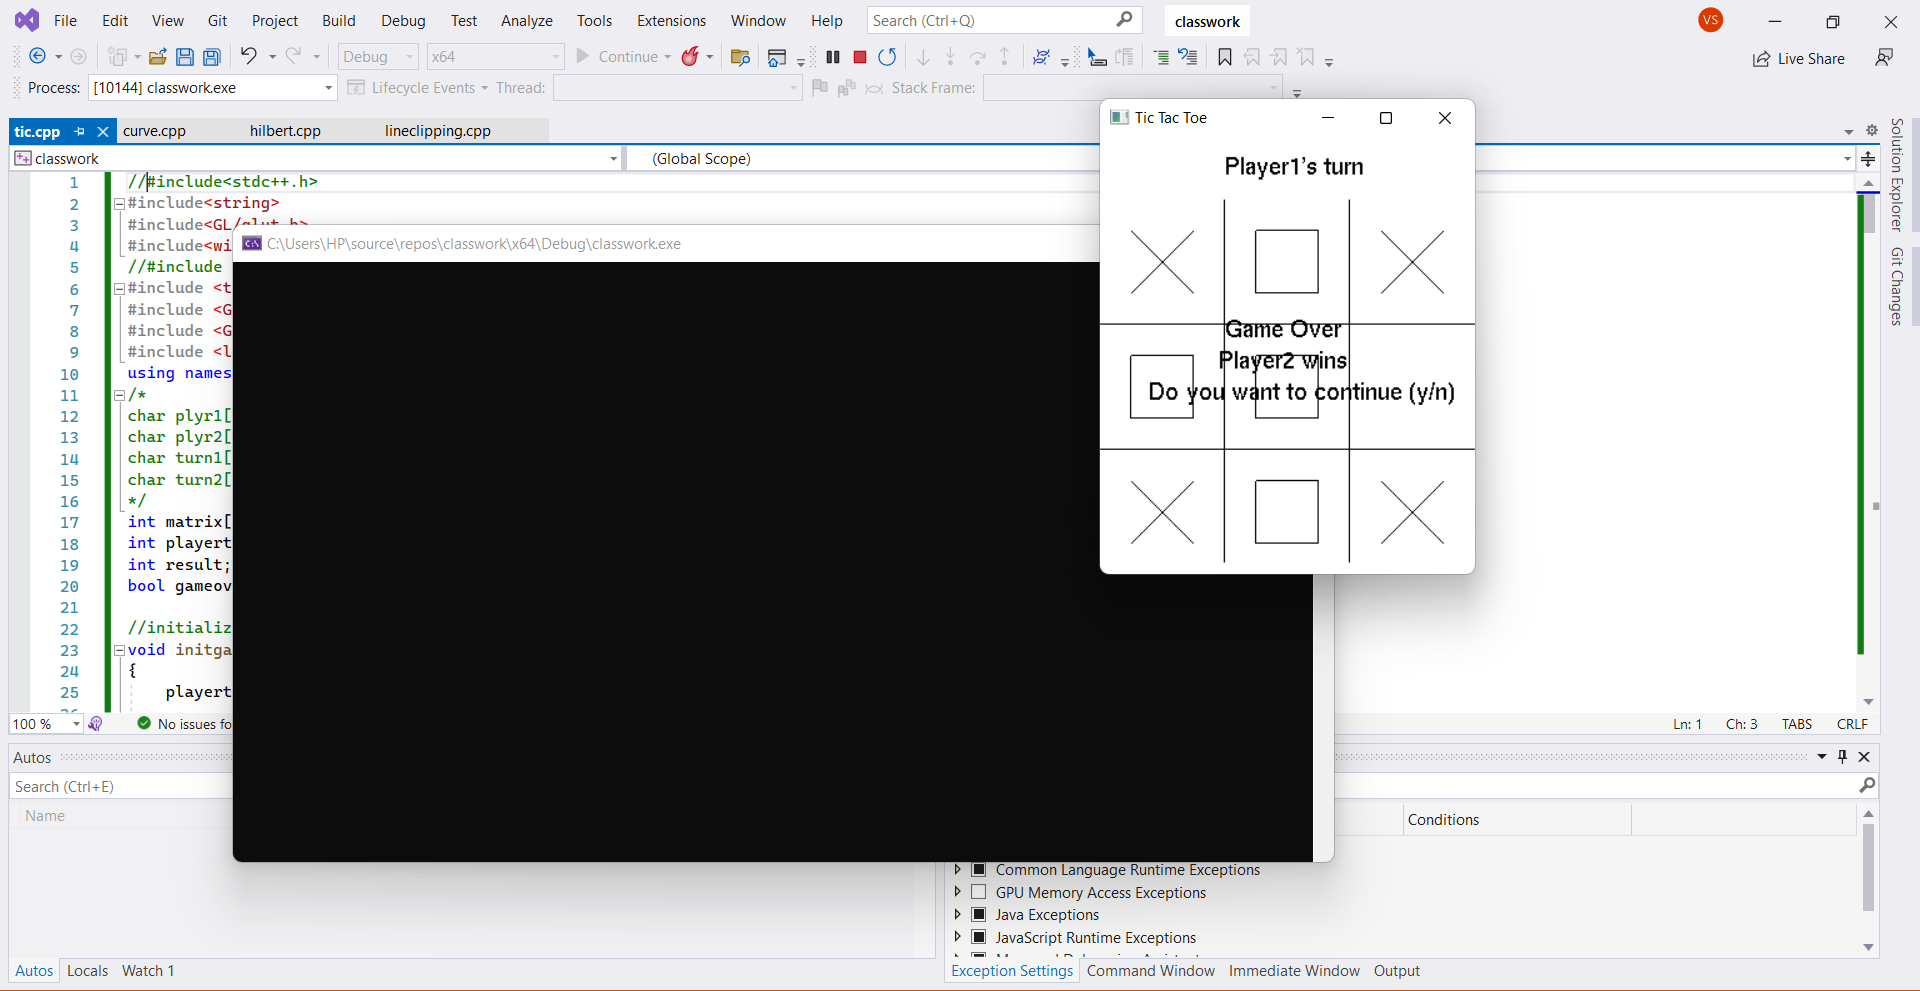 File Edit View Git Project Build Debug Test Analyze Tools Extensions Window Help Search (Ctrl+Q) classwork VS
Debug x64 Continue Live Share
Process: [10144] classwork.exe Lifecycle Events Thread: Stack Frame:
tic.cpp curve.cpp hilbert.cpp lineclipping.cpp
classwork (Global Scope)
1 //#include<stdc++.h>
2 #include<string>
3 #include<GL/glut.h>
4 #include<wi
5 //#include
6 #include <t
7 #include <G
8 #include <G
9 #include <l
10 using names
11 /*
12 char plyr1[
13 char plyr2[
14 char turn1[
15 char turn2[
16 */
17 int matrix[
18 int playert
19 int result;
20 bool gameov
21
22 //initializ
23 void initga
24 {
25 playert
100 % No issues fo
Ln: 1 Ch: 3 TABS CRLF
C:\Users\HP\source\repos\classwork\x64\Debug\classwork.exe
Tic Tac Toe
Player1's turn
Game Over
Player2 wins
Do you want to continue (y/n)
Solution Explorer
Git Changes
Autos
Search (Ctrl+E)
Name
Autos Locals Watch 1
Conditions
Common Language Runtime Exceptions
GPU Memory Access Exceptions
Java Exceptions
JavaScript Runtime Exceptions
Exception Settings Command Window Immediate Window Output